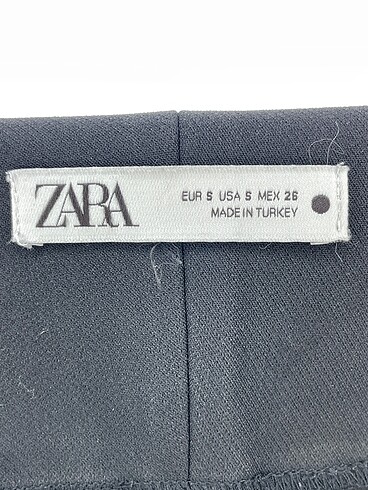 ZARA
EUR S USA S MEX 26
MADE IN TURKEY